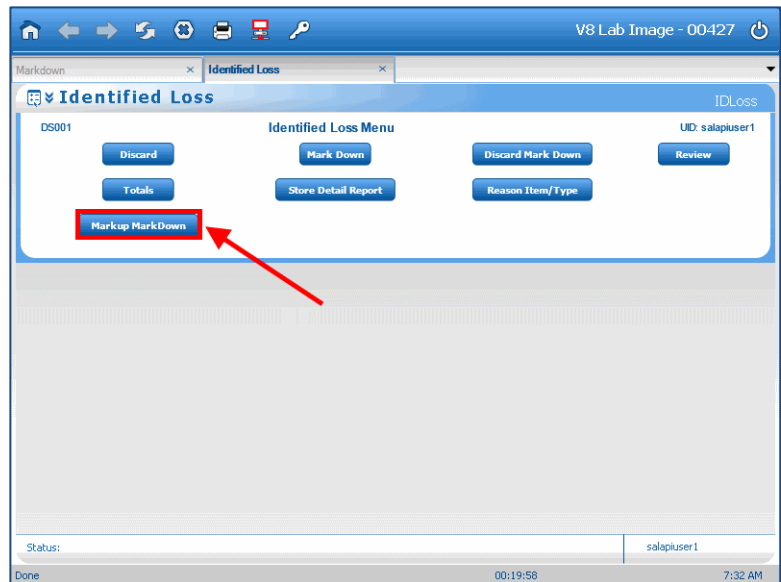 V8 Lab Image - 00427
Markdown × Identified Loss ×
Identified Loss
IDLoss
DS001 Identified Loss Menu UID: salapiuser1
Discard Mark Down Discard Mark Down Review
Totals Store Detail Report Reason Item/Type
Markup MarkDown
Status: salapiuser1
Done 00:19:58 7:32 AM